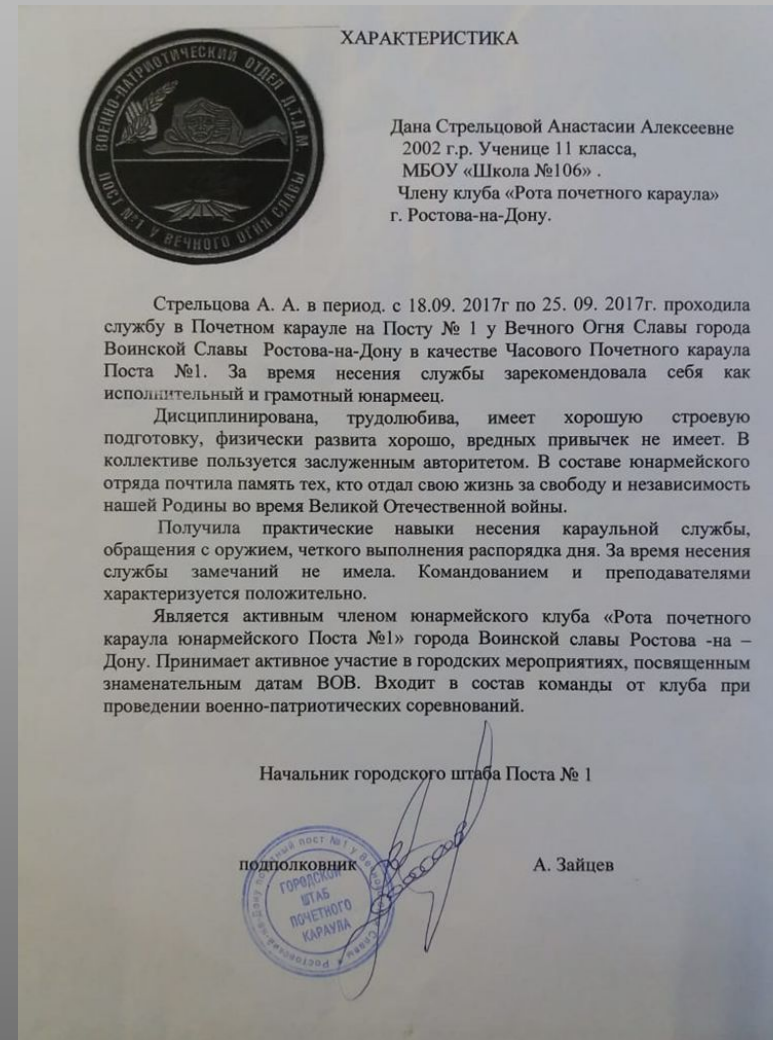 ХАРАКТЕРИСТИКА
ВОЕННО-ПАТРИОТИЧЕСКИЙ ОТДЕЛ Д.Т.Д.М.
ПОСТ №1 У ВЕЧНОГО ОГНЯ СЛАВЫ
Дана Стрельцовой Анастасии Алексеевне
2002 г.р. Ученице 11 класса,
МБОУ «Школа №106» .
Члену клуба «Рота почетного караула»
г. Ростова-на-Дону.
Стрельцова А. А. в период. с 18.09. 2017г по 25. 09. 2017г. проходила
службу в Почетном карауле на Посту № 1 у Вечного Огня Славы города
Воинской Славы Ростова-на-Дону в качестве Часового Почетного караула
Поста №1. За время несения службы зарекомендовала себя как
исполнительный и грамотный юнармеец.
Дисциплинирована, трудолюбива, имеет хорошую строевую
подготовку, физически развита хорошо, вредных привычек не имеет. В
коллективе пользуется заслуженным авторитетом. В составе юнармейского
отряда почтила память тех, кто отдал свою жизнь за свободу и независимость
нашей Родины во время Великой Отечественной войны.
Получила практические навыки несения караульной службы,
обращения с оружием, четкого выполнения распорядка дня. За время несения
службы замечаний не имела. Командованием и преподавателями
характеризуется положительно.
Является активным членом юнармейского клуба «Рота почетного
караула юнармейского Поста №1» города Воинской славы Ростова -на –
Дону. Принимает активное участие в городских мероприятиях, посвященным
знаменательным датам ВОВ. Входит в состав команды от клуба при
проведении военно-патриотических соревнований.
Начальник городского штаба Поста № 1
подполковник А. Зайцев
ГОРОДСКОЙ
ШТАБ
ПОЧЕТНОГО
КАРАУЛА